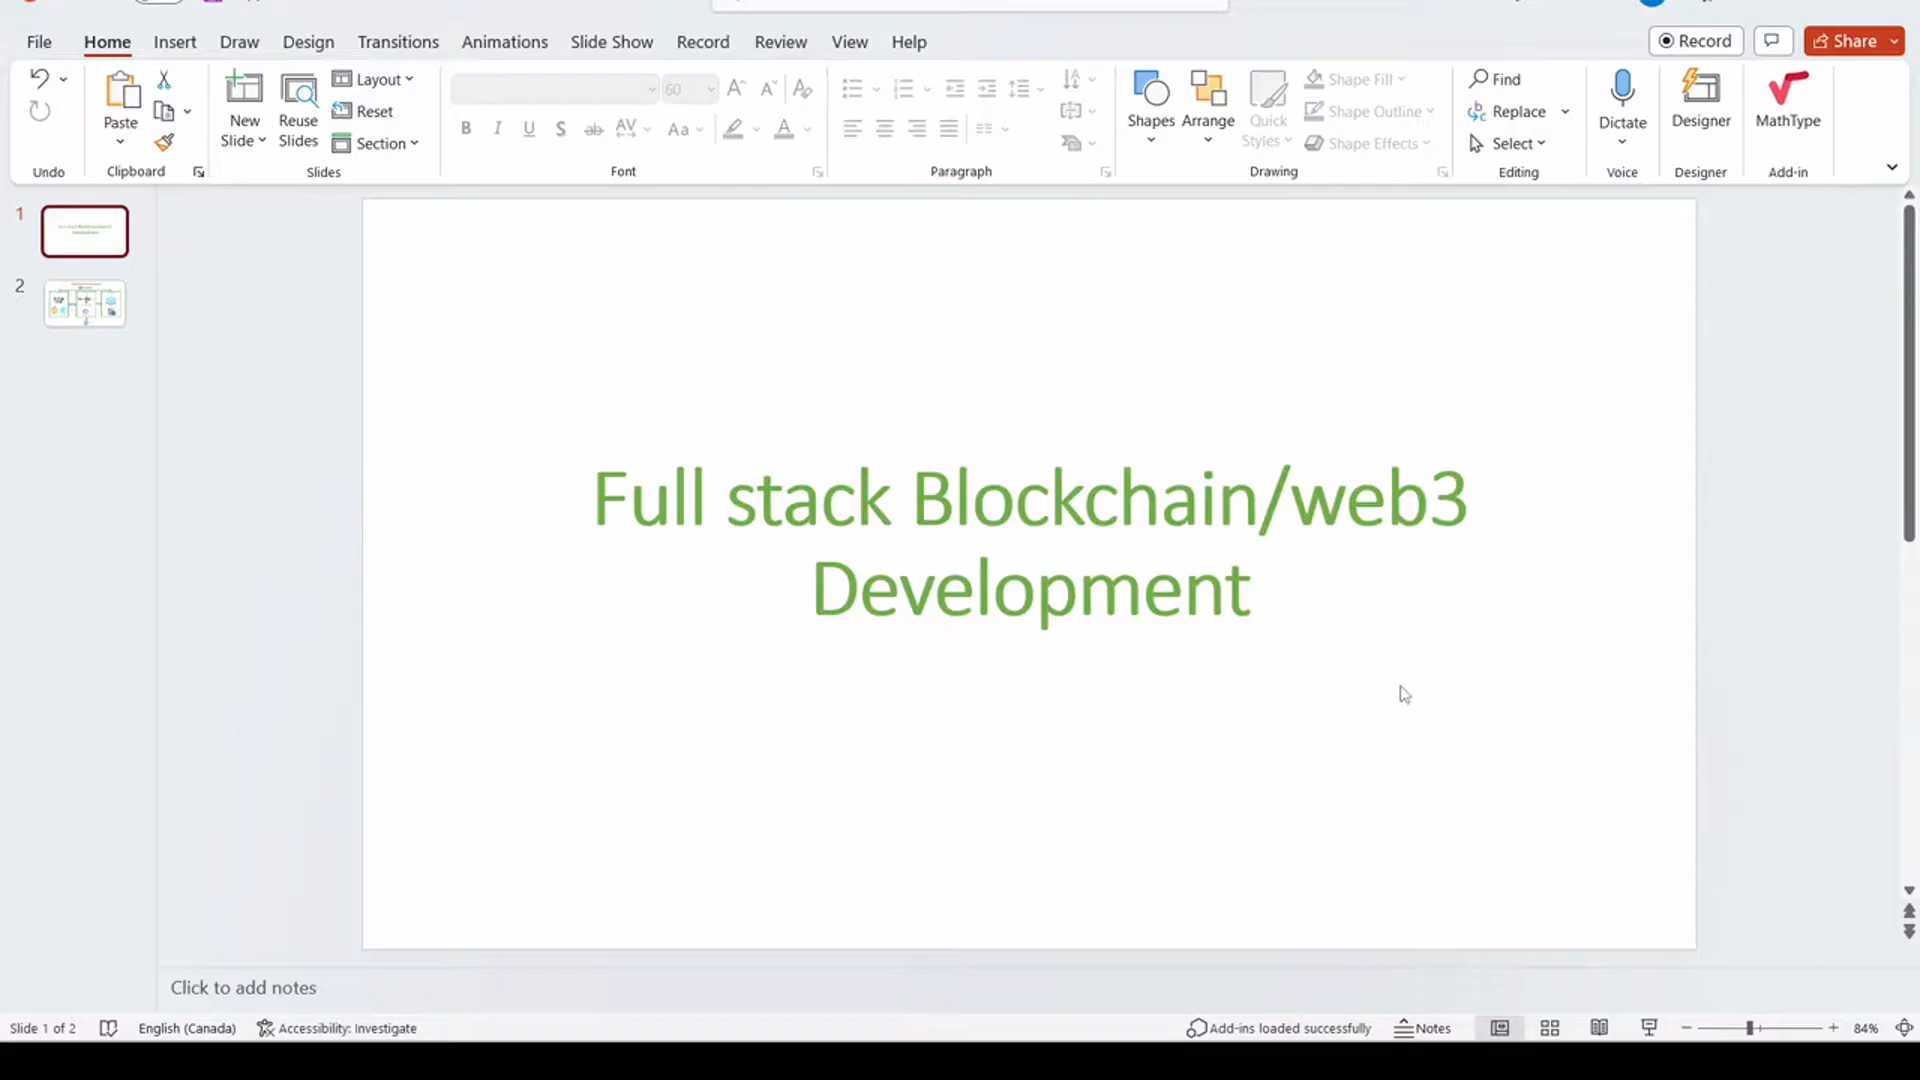 File Home Insert Draw Design Transitions Animations Slide Show Record Review View Help Record Share
Paste
New Slide
Reuse Slides
Layout
Reset
Section
60
Shapes
Arrange
Quick Styles
Shape Fill
Shape Outline
Shape Effects
Find
Replace
Select
Dictate
Designer
MathType
Undo Clipboard Slides Font Paragraph Drawing Editing Voice Designer Add-in
1
2
Full stack Blockchain/web3
Development
Click to add notes
Slide 1 of 2 English (Canada) Accessibility: Investigate Add-ins loaded successfully Notes 84%